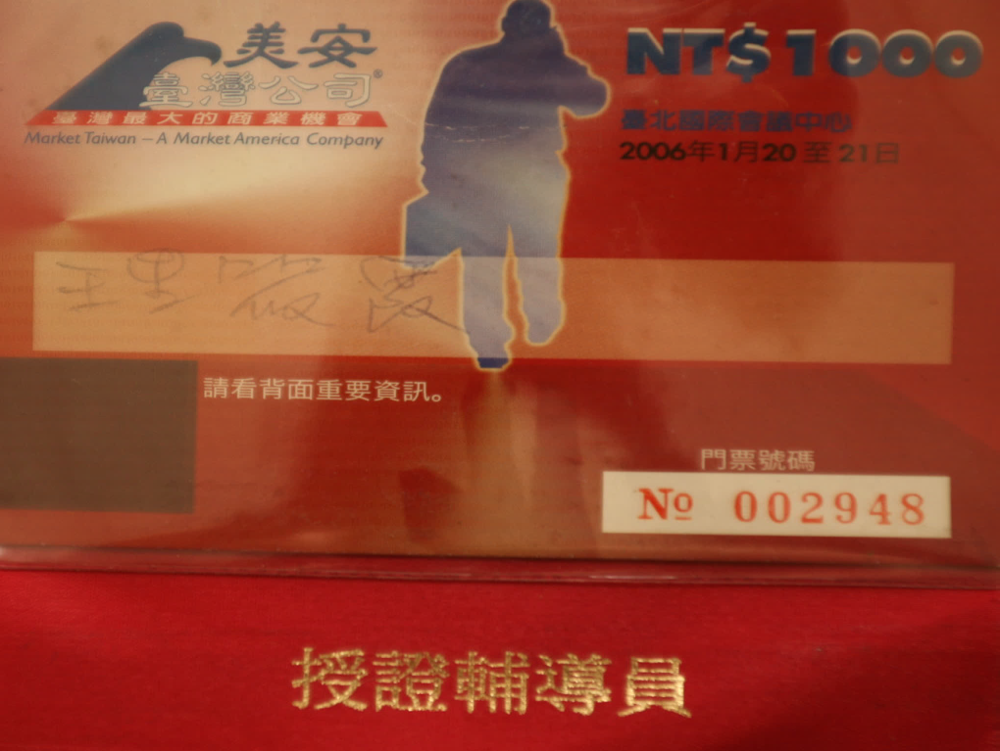 美安
臺灣公司®
臺灣最大的商業機會
Market Taiwan – A Market America Company
NT$1000
臺北國際會議中心
2006年1月20 至 21日
請看背面重要資訊。
門票號碼
№ 002948
授證輔導員